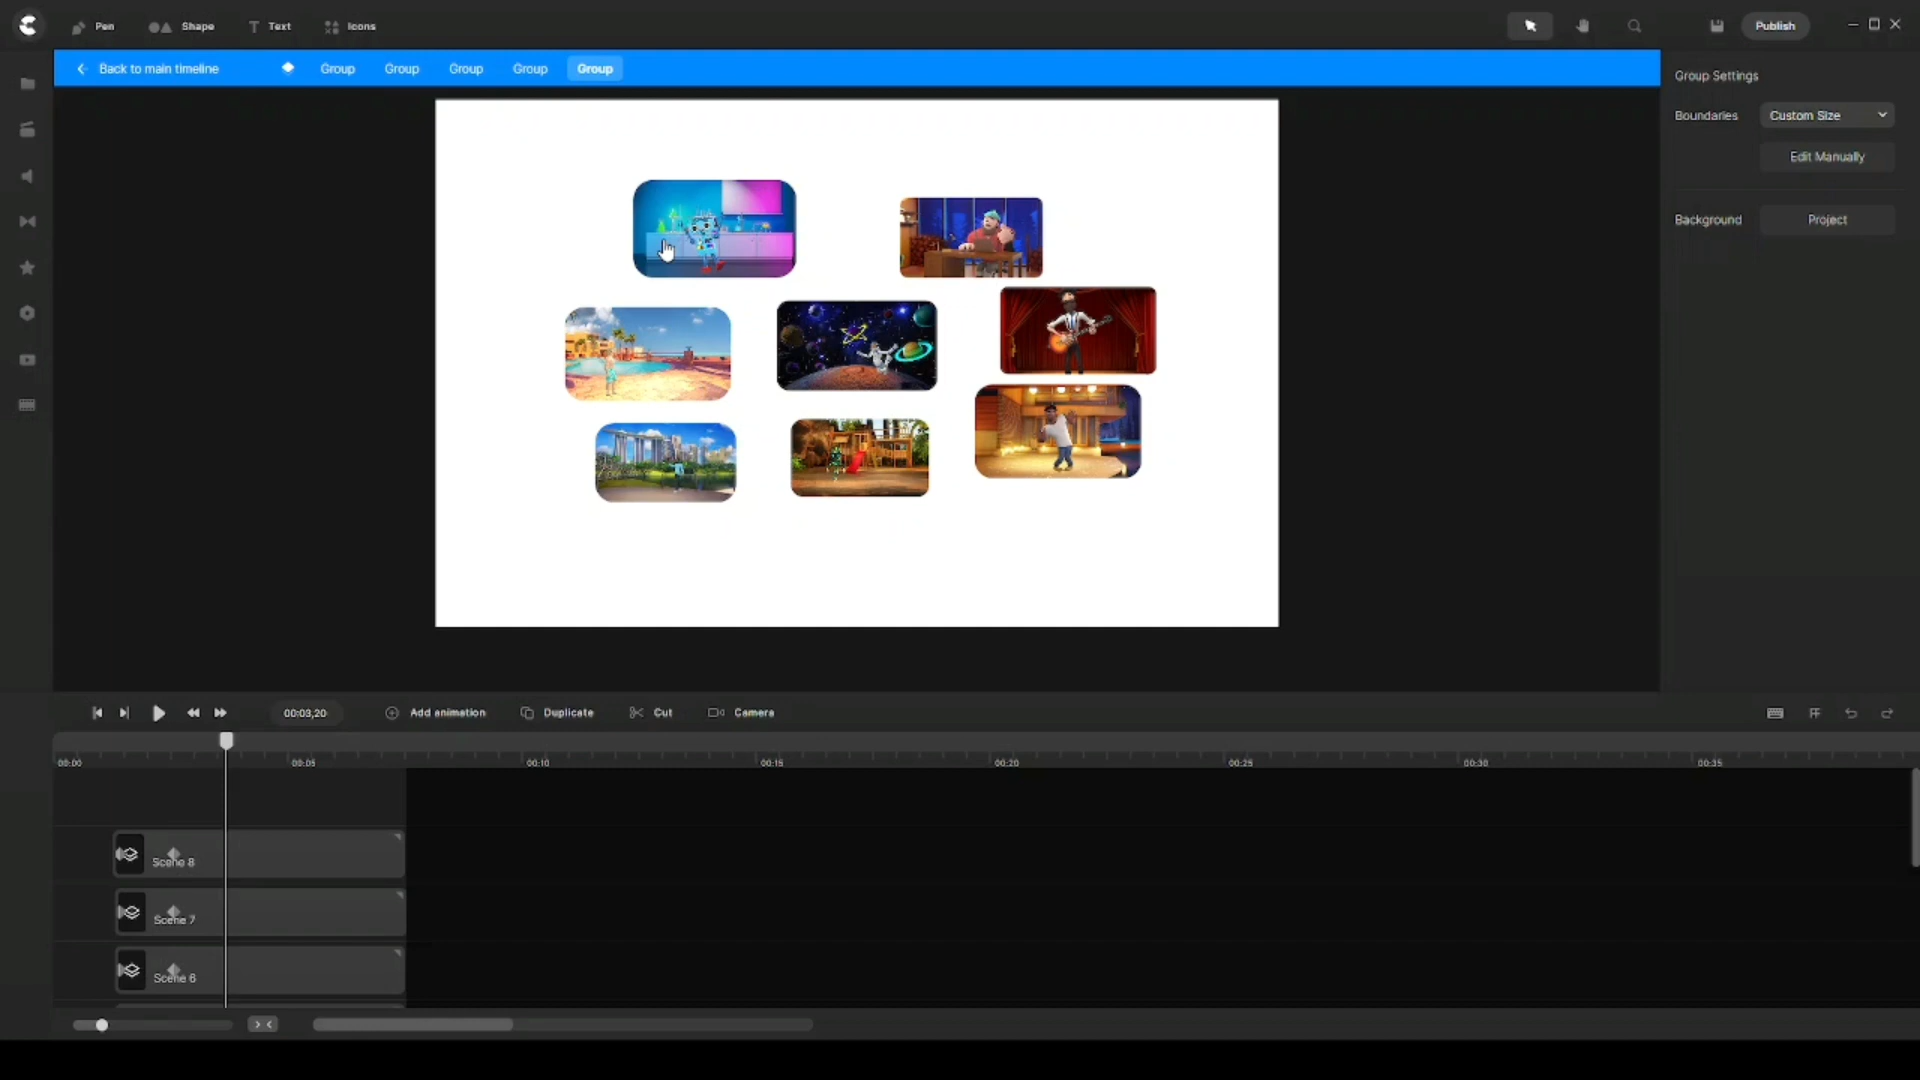 Pen Shape Text Icons Publish
Back to main timeline Group Group Group Group Group
Group Settings
Boundaries Custom Size
Edit Manually
Background Project
00:03,20 Add animation Duplicate Cut Camera
00:00 00:05 00:10 00:15 00:20 00:25 00:30 00:35
Scene 8
Scene 7
Scene 6